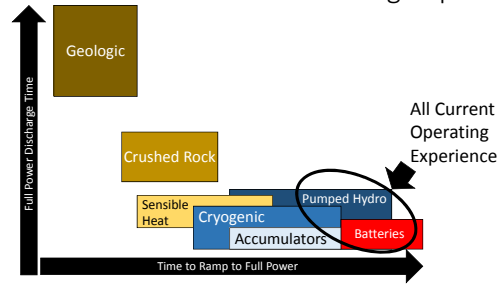 Geologic
Full Power Discharge Time
All Current
Operating
Experience
Crushed Rock
Pumped Hydro
Sensible
Heat
Cryogenic
Batteries
Accumulators
Time to Ramp to Full Power